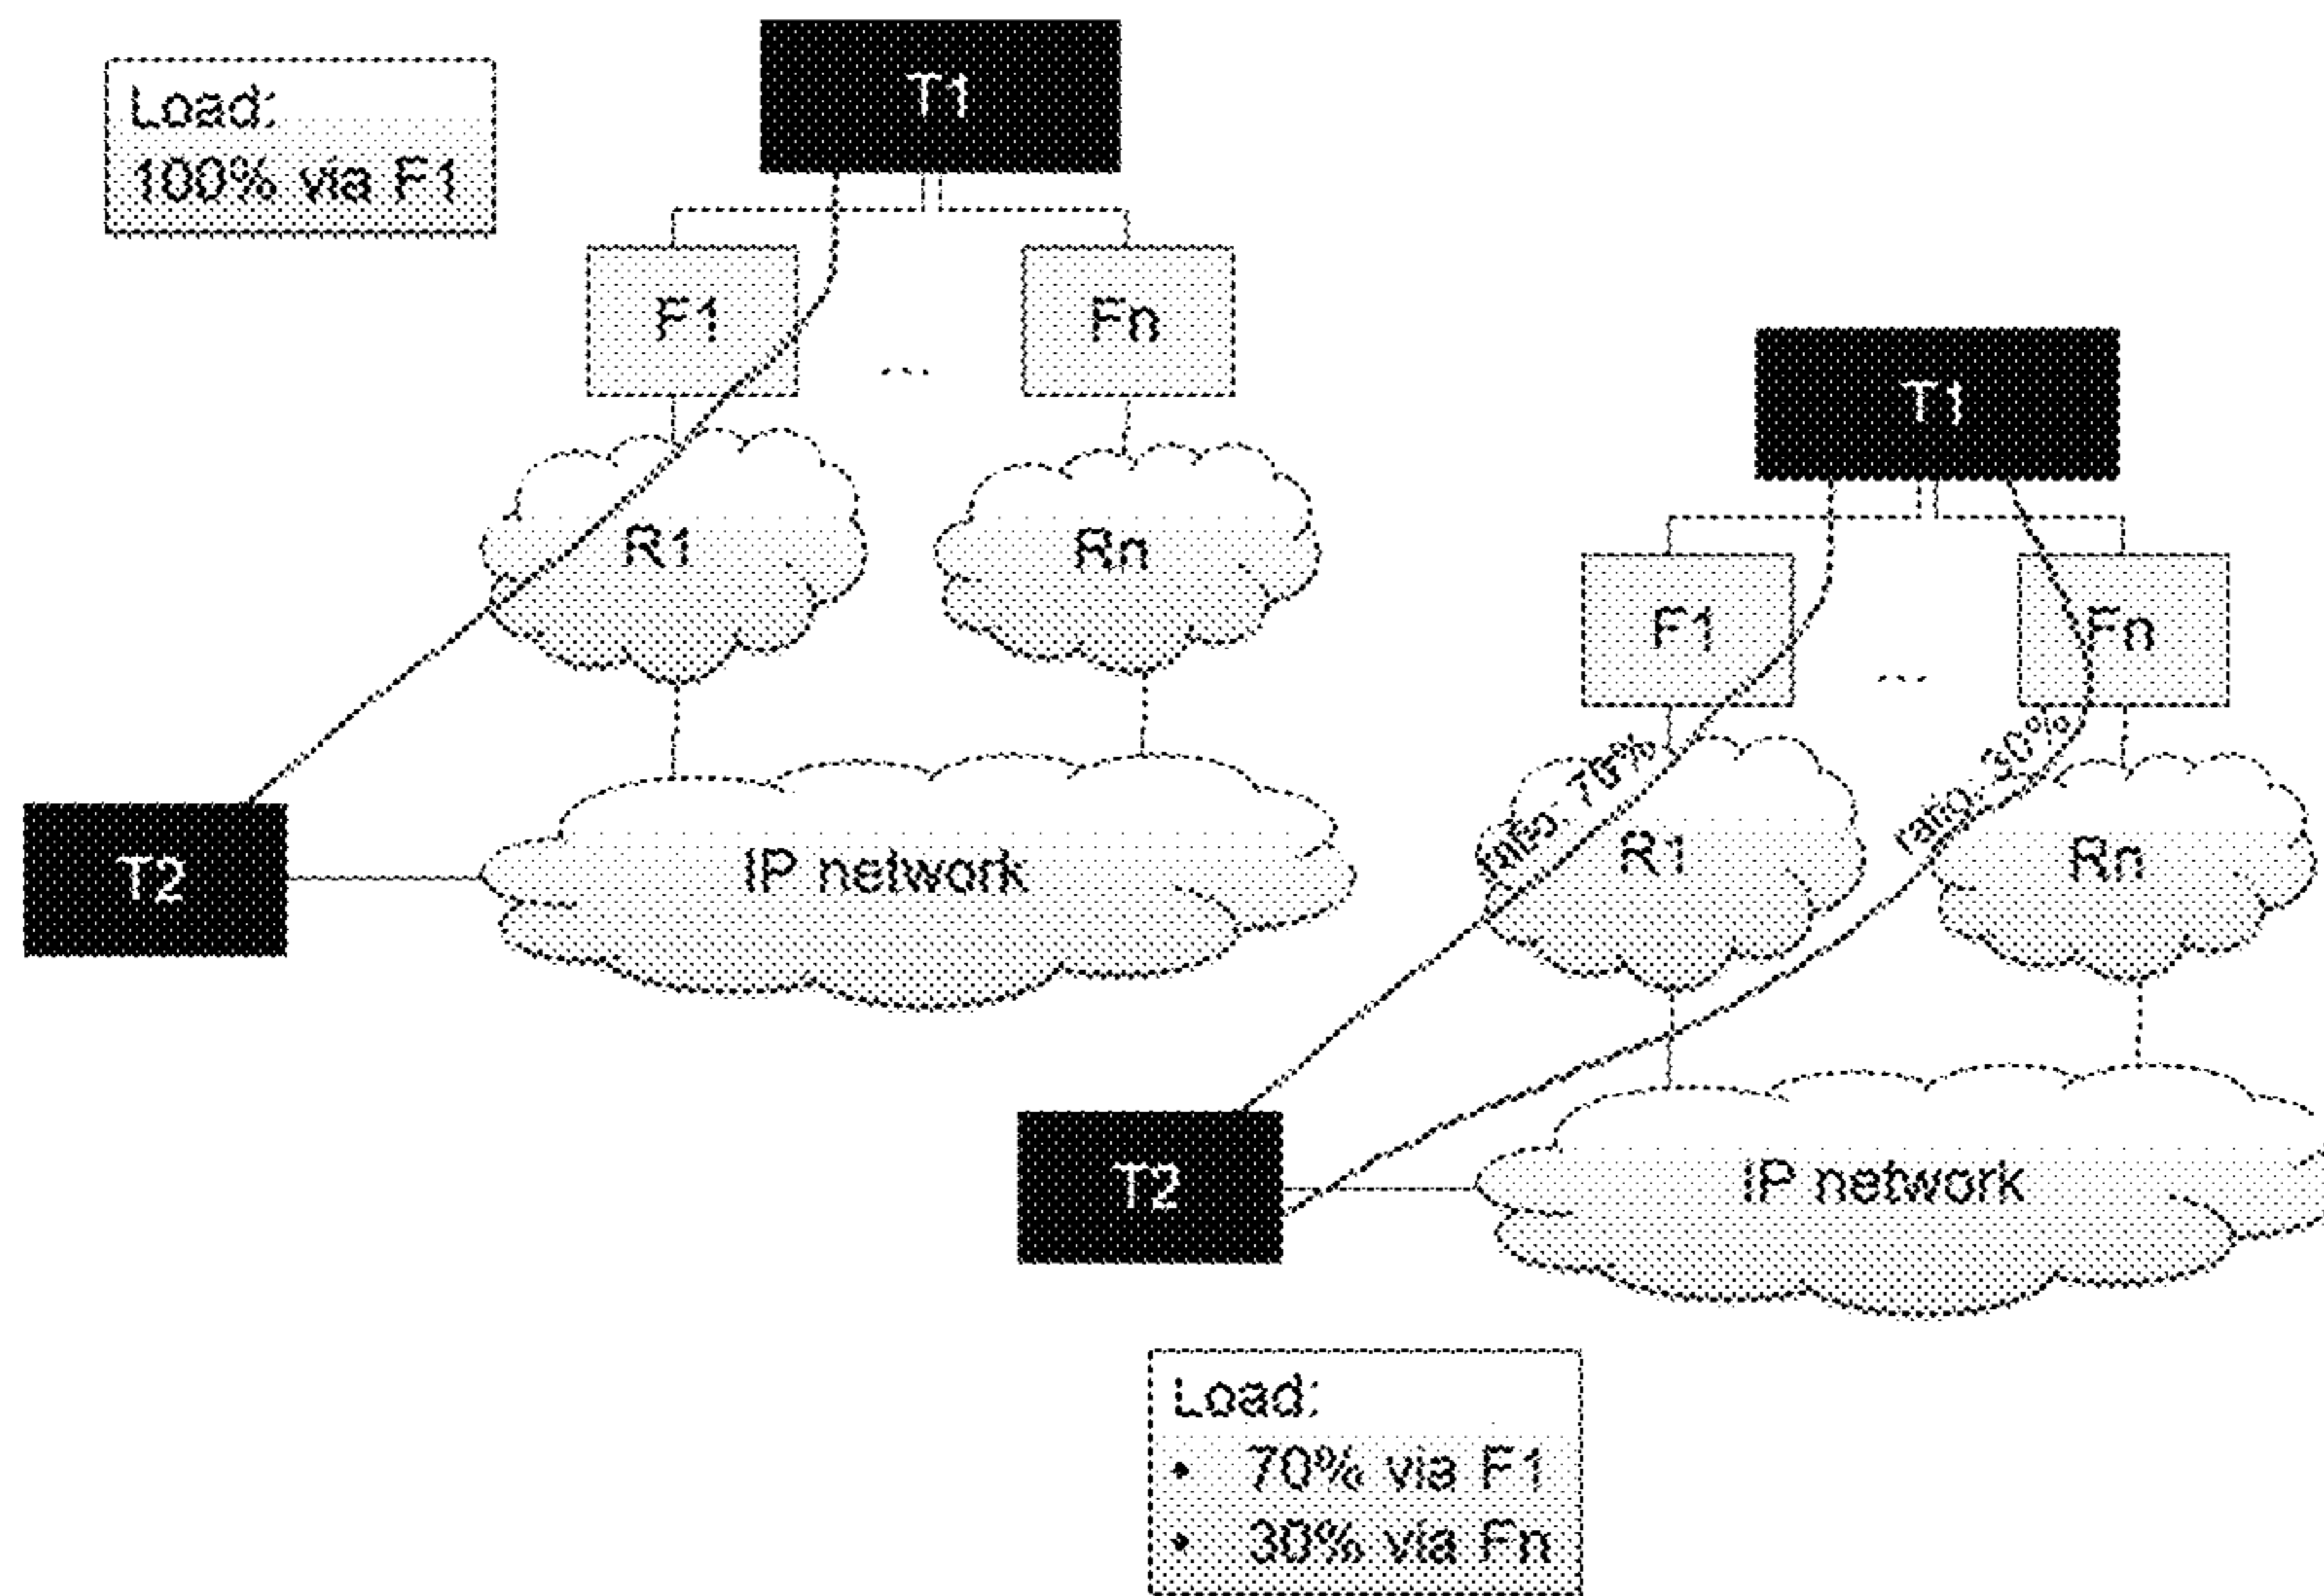 Load:
100% via F1
T1
F1
...
Fn
R1
Rn
T2
IP network
T1
F1
...
Fn
ratio: 70%
ratio: 30%
R1
Rn
T2
IP network
Load:
• 70% via F1
• 30% via Fn